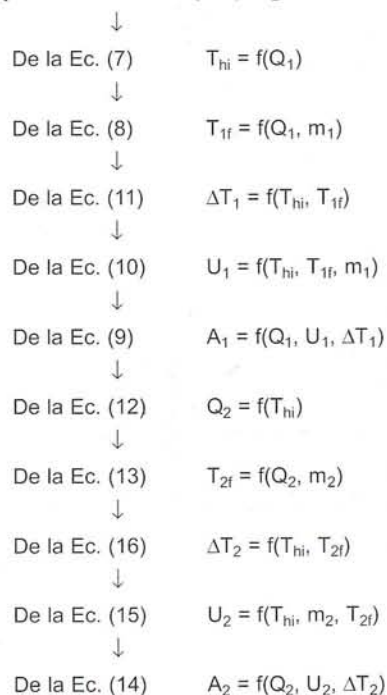 ↓
De la Ec. (7) T_hi = f(Q_1)
↓
De la Ec. (8) T_1f = f(Q_1, m_1)
↓
De la Ec. (11) ΔT_1 = f(T_hi, T_1f)
↓
De la Ec. (10) U_1 = f(T_hi, T_1f, m_1)
↓
De la Ec. (9) A_1 = f(Q_1, U_1, ΔT_1)
↓
De la Ec. (12) Q_2 = f(T_hi)
↓
De la Ec. (13) T_2f = f(Q_2, m_2)
↓
De la Ec. (16) ΔT_2 = f(T_hi, T_2f)
↓
De la Ec. (15) U_2 = f(T_hi, m_2, T_2f)
↓
De la Ec. (14) A_2 = f(Q_2, U_2, ΔT_2)